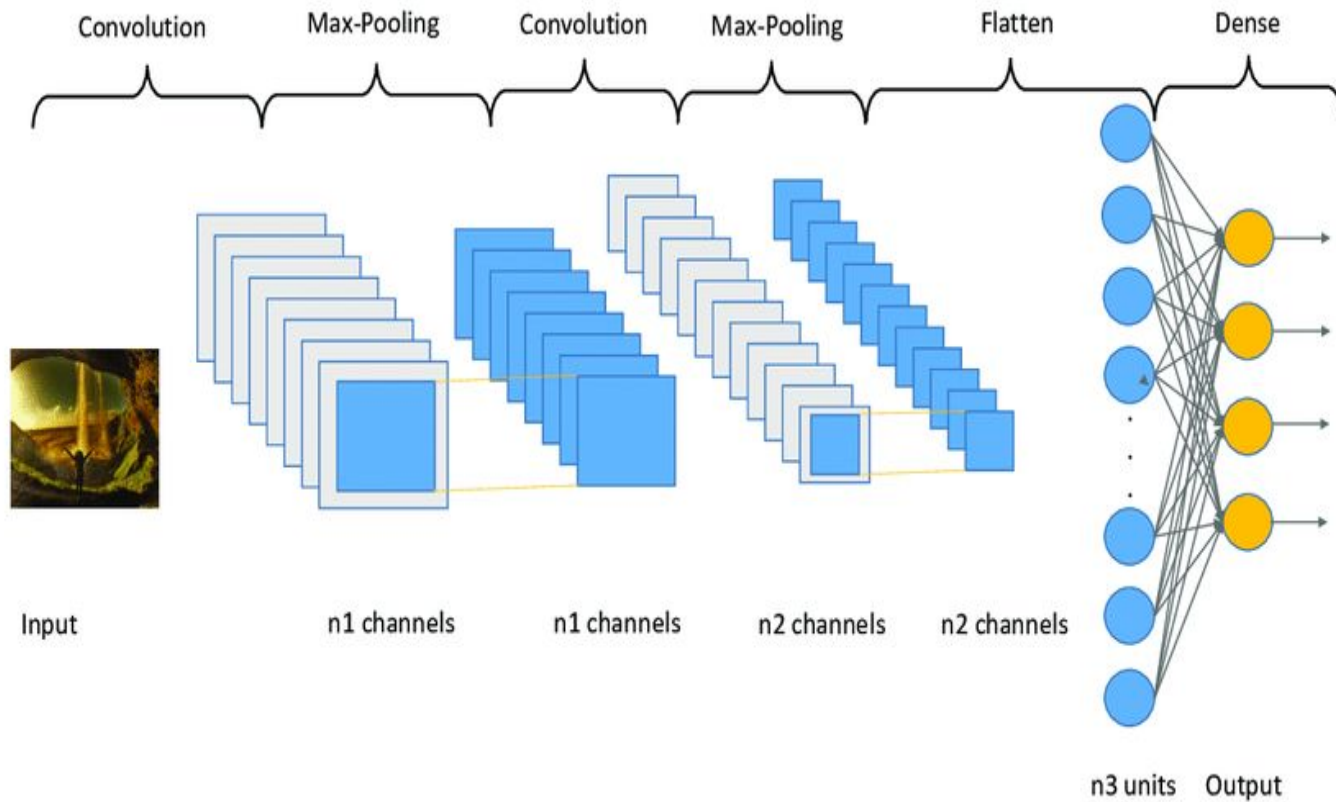 Convolution Max-Pooling Convolution Max-Pooling Flatten Dense
Input n1 channels n1 channels n2 channels n2 channels
n3 units Output